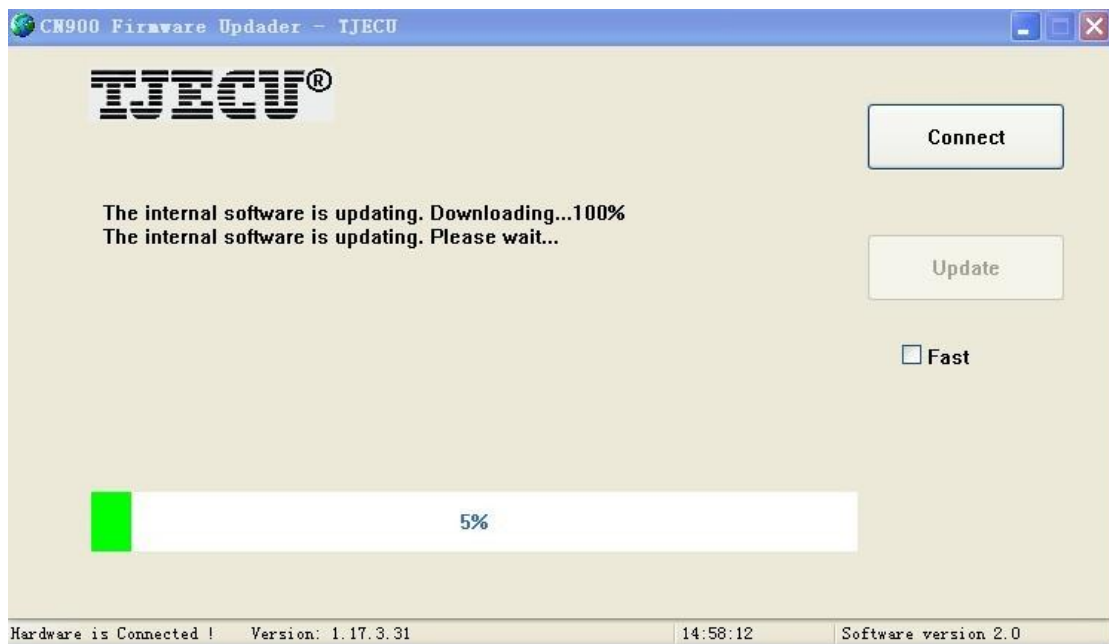 CN900 Firmware Updader - TJECU
TJECU®
Connect
The internal software is updating. Downloading...100%
The internal software is updating. Please wait...
Update
Fast
5%
Hardware is Connected ! Version: 1.17.3.31 14:58:12 Software version 2.0